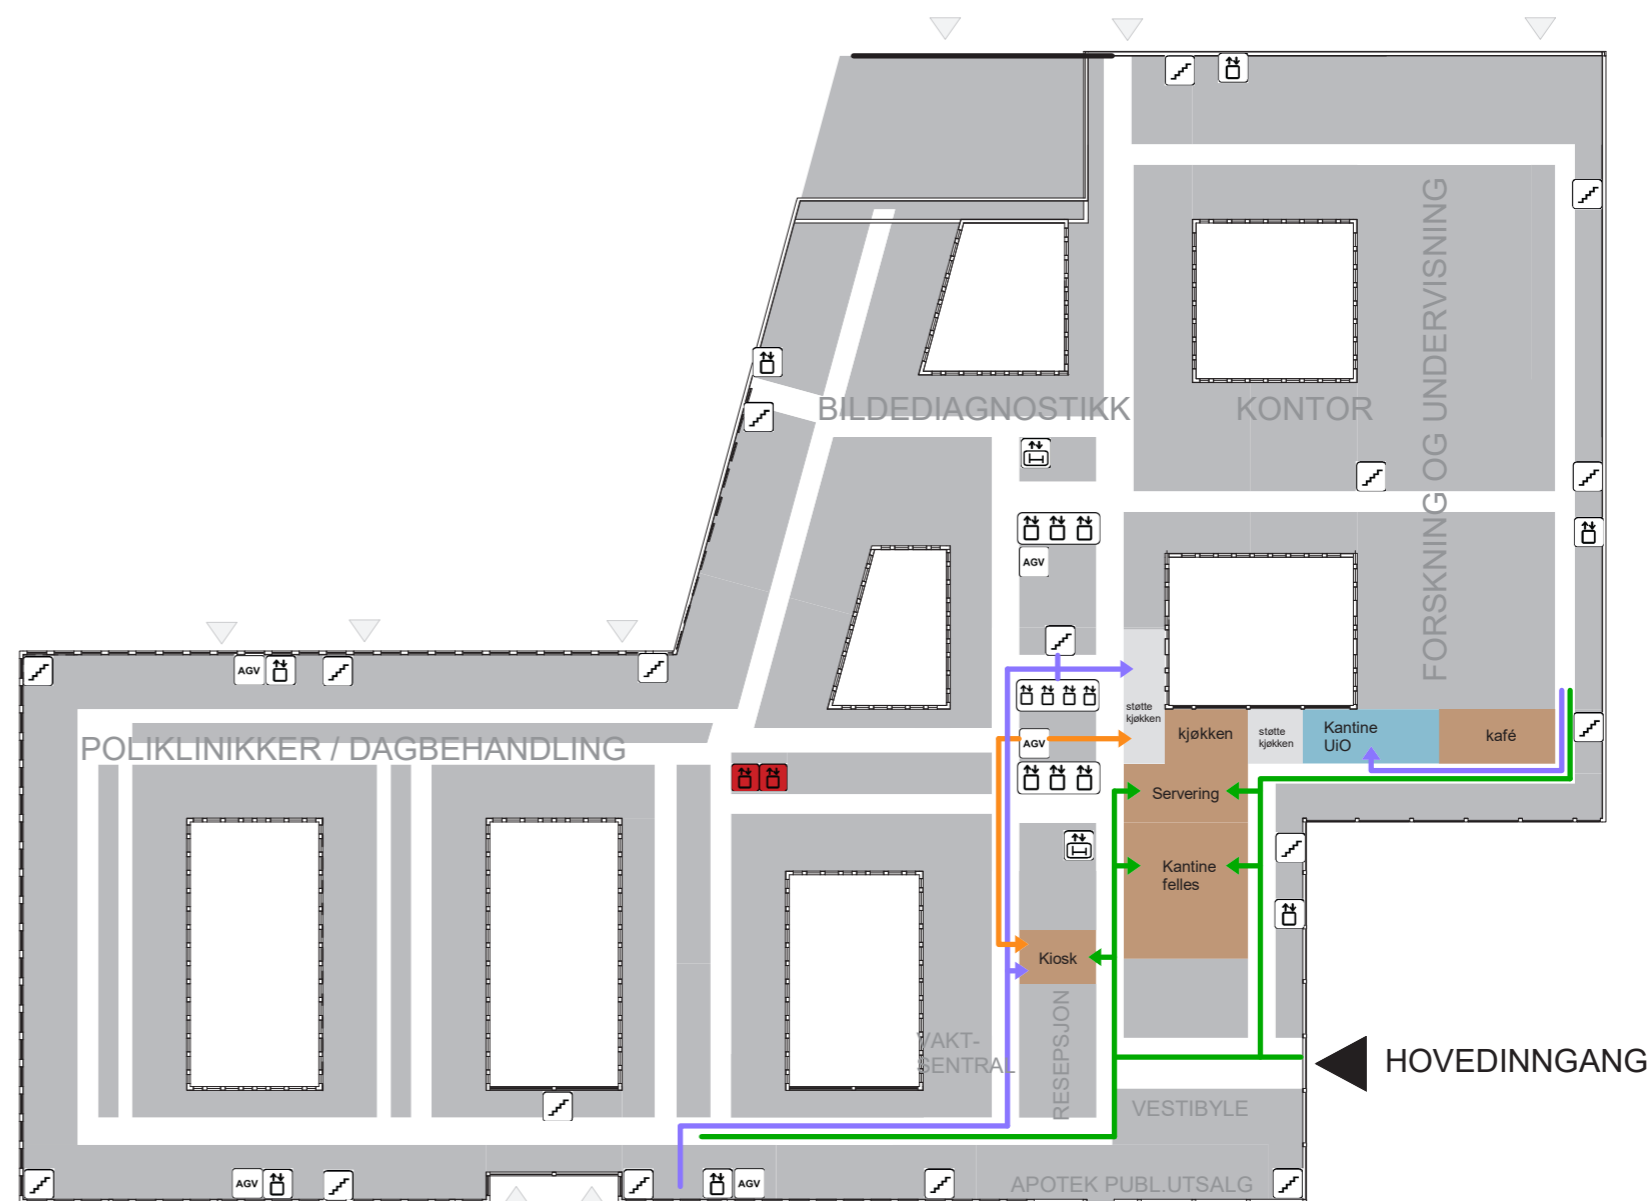 FORSKNING OG UNDERVISNING
BILDEDIAGNOSTIKK
KONTOR
AGV
AGV
støtte
kjøkken
kjøkken
støtte
kjøkken
Kantine
UiO
kafé
POLIKLINIKKER / DAGBEHANDLING
AGV
Servering
Kantine
felles
Kiosk
VAKT-
SENTRAL
RESEPSJON
HOVEDINNGANG
VESTIBYLE
AGV
AGV
APOTEK PUBL.UTSALG